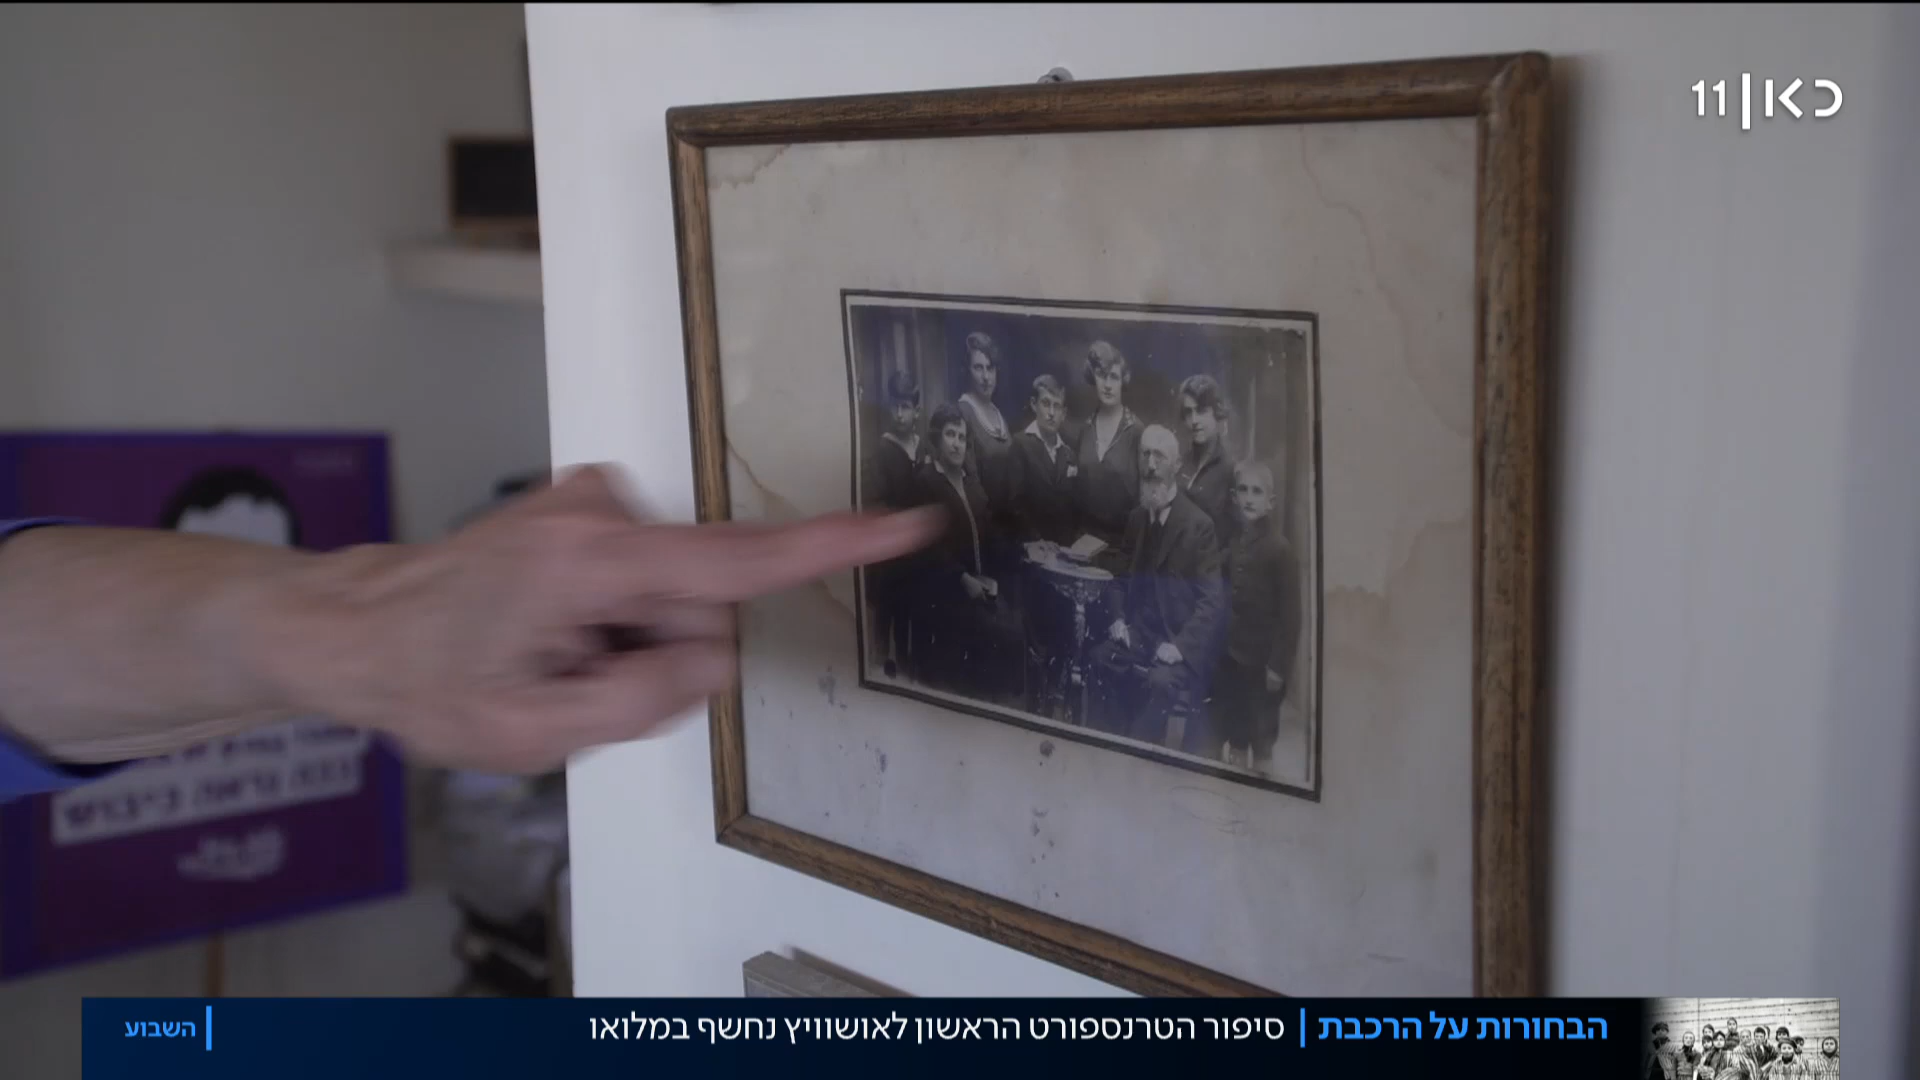 כאן 11
הבחורות על הרכבת | סיפור הטרנספורט הראשון לאושוויץ נחשף במלואו
השבוע